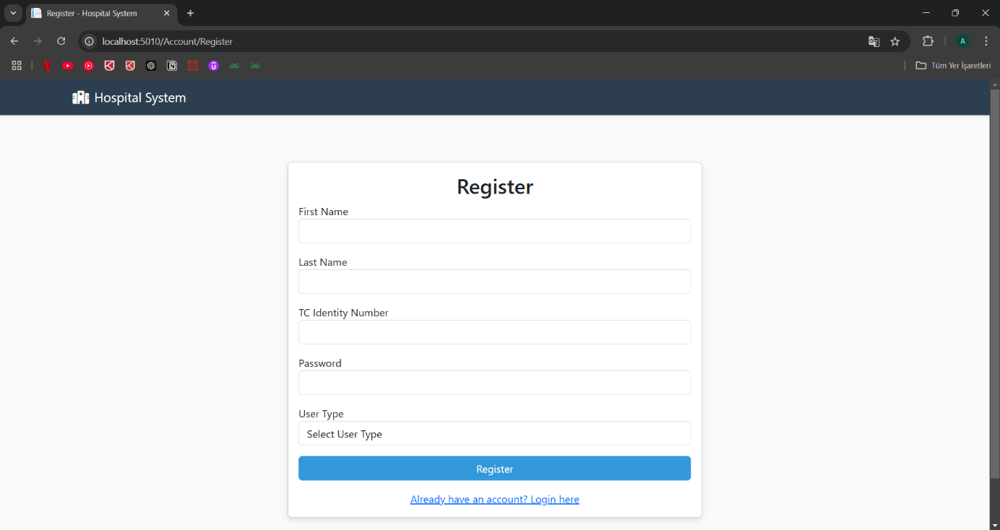 Register - Hospital System
localhost:5010/Account/Register
A
Tüm Yer İşaretleri
Hospital System
Register
First Name
Last Name
TC Identity Number
Password
User Type
Select User Type
Register
Already have an account? Login here